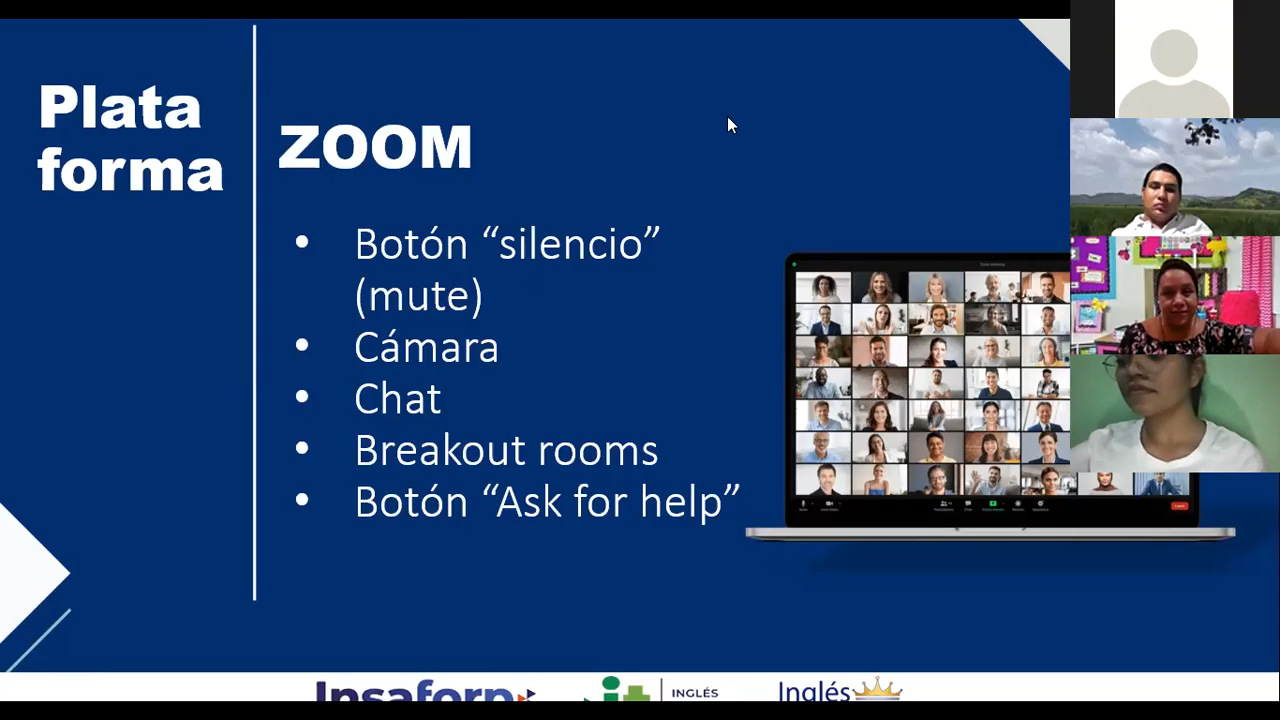 Plata
forma
ZOOM
• Botón “silencio”
(mute)
• Cámara
• Chat
• Breakout rooms
• Botón “Ask for help”
Insaforp
INGLÉS
Inglés